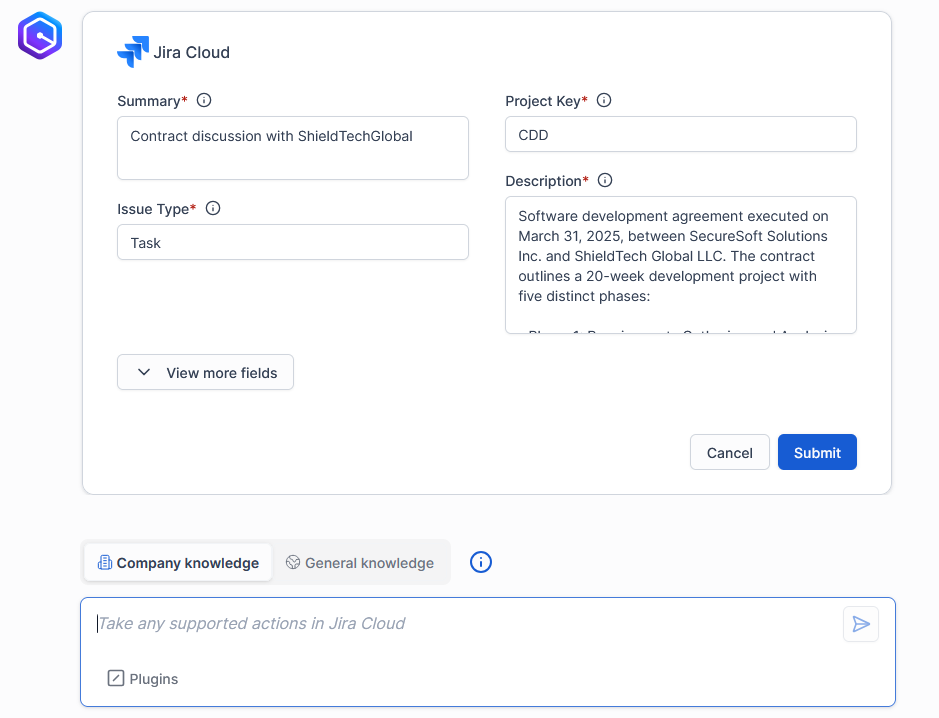 Jira Cloud
Summary*
Contract discussion with ShieldTechGlobal
Issue Type*
Task
Project Key*
CDD
Description*
Software development agreement executed on
March 31, 2025, between SecureSoft Solutions
Inc. and ShieldTech Global LLC. The contract
outlines a 20-week development project with
five distinct phases:
View more fields
Cancel
Submit
Company knowledge
General knowledge
Take any supported actions in Jira Cloud
Plugins